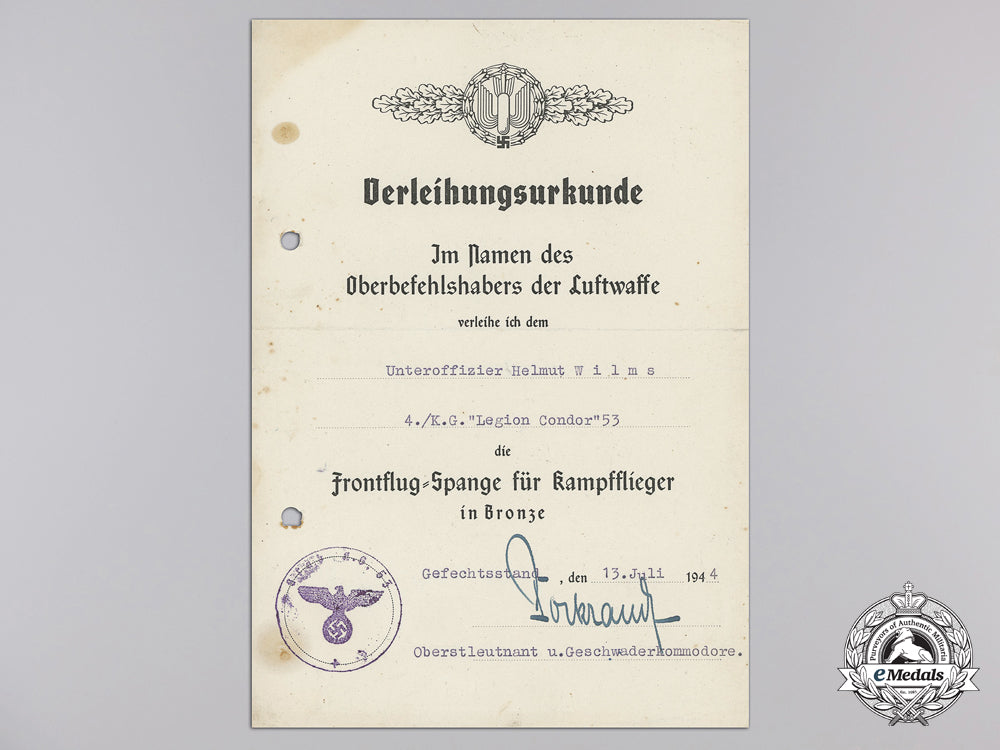 Verleihungsurkunde
Im Namen des
Oberbefehlshabers der Luftwaffe
verleihe ich dem
Unteroffizier Helmut W i l m s
4./K.G."Legion Condor"53
die
Frontflug-Spange für Kampfflieger
in Bronze
Gefechtsstand , den 13.Juli 1944
Oberstleutnant u.Geschwaderkommodore.
K.G. 53
Purveyors of Authentic Militaria
eMedals